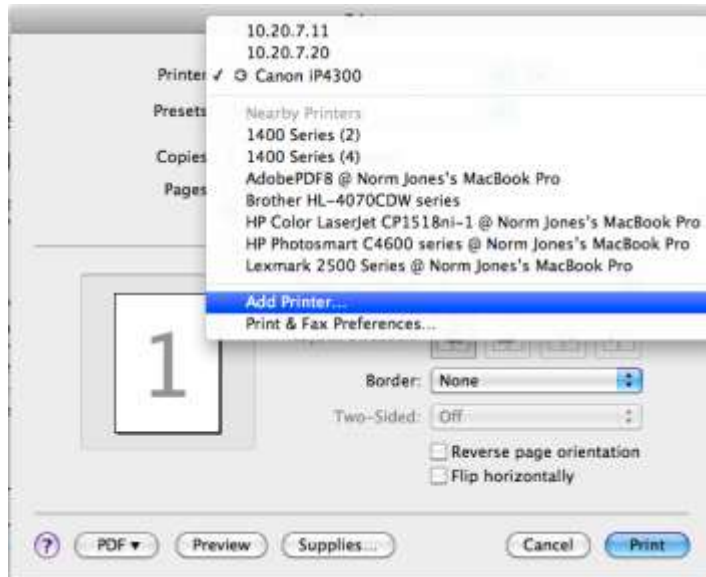 10.20.7.11
10.20.7.20
Printer ✓ Canon iP4300
Presets
Nearby Printers
1400 Series (2)
Copies
1400 Series (4)
AdobePDF8 @ Norm Jones's MacBook Pro
Pages
Brother HL-4070CDW series
HP Color LaserJet CP1518ni-1 @ Norm Jones's MacBook Pro
HP Photosmart C4600 series @ Norm Jones's MacBook Pro
Lexmark 2500 Series @ Norm Jones's MacBook Pro
Add Printer...
Print & Fax Preferences...
1
Border: None
Two-Sided: Off
Reverse page orientation
Flip horizontally
? PDF ▾ Preview Supplies... Cancel Print